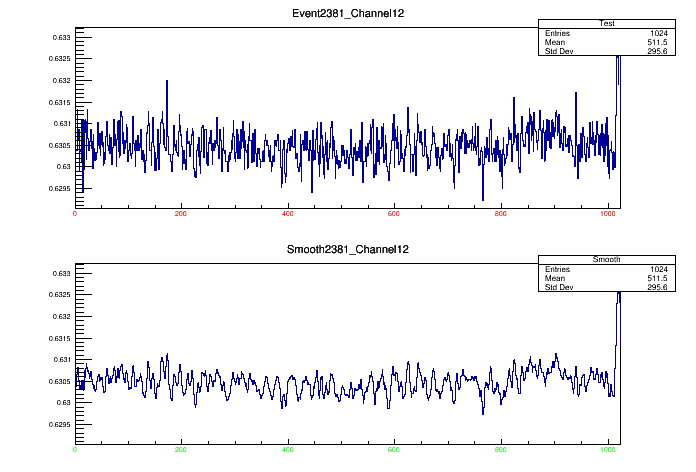 Event2381_Channel12
Test
Entries 1024
Mean 511.5
Std Dev 295.6
0.633
0.6325
0.632
0.6315
0.631
0.6305
0.63
0.6295
0 200 400 600 800 1000
Smooth2381_Channel12
Smooth
Entries 1024
Mean 511.5
Std Dev 295.6
0.633
0.6325
0.632
0.6315
0.631
0.6305
0.63
0.6295
0 200 400 600 800 1000